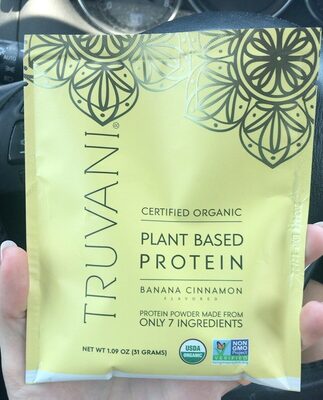 TRUVANI®
CERTIFIED ORGANIC
PLANT BASED
PROTEIN
BANANA CINNAMON
FLAVORED
PROTEIN POWDER MADE FROM
ONLY 7 INGREDIENTS
NET WT 1.09 OZ (31 GRAMS)
USDA
ORGANIC
NON
GMO
Project
VERIFIED
AUTO